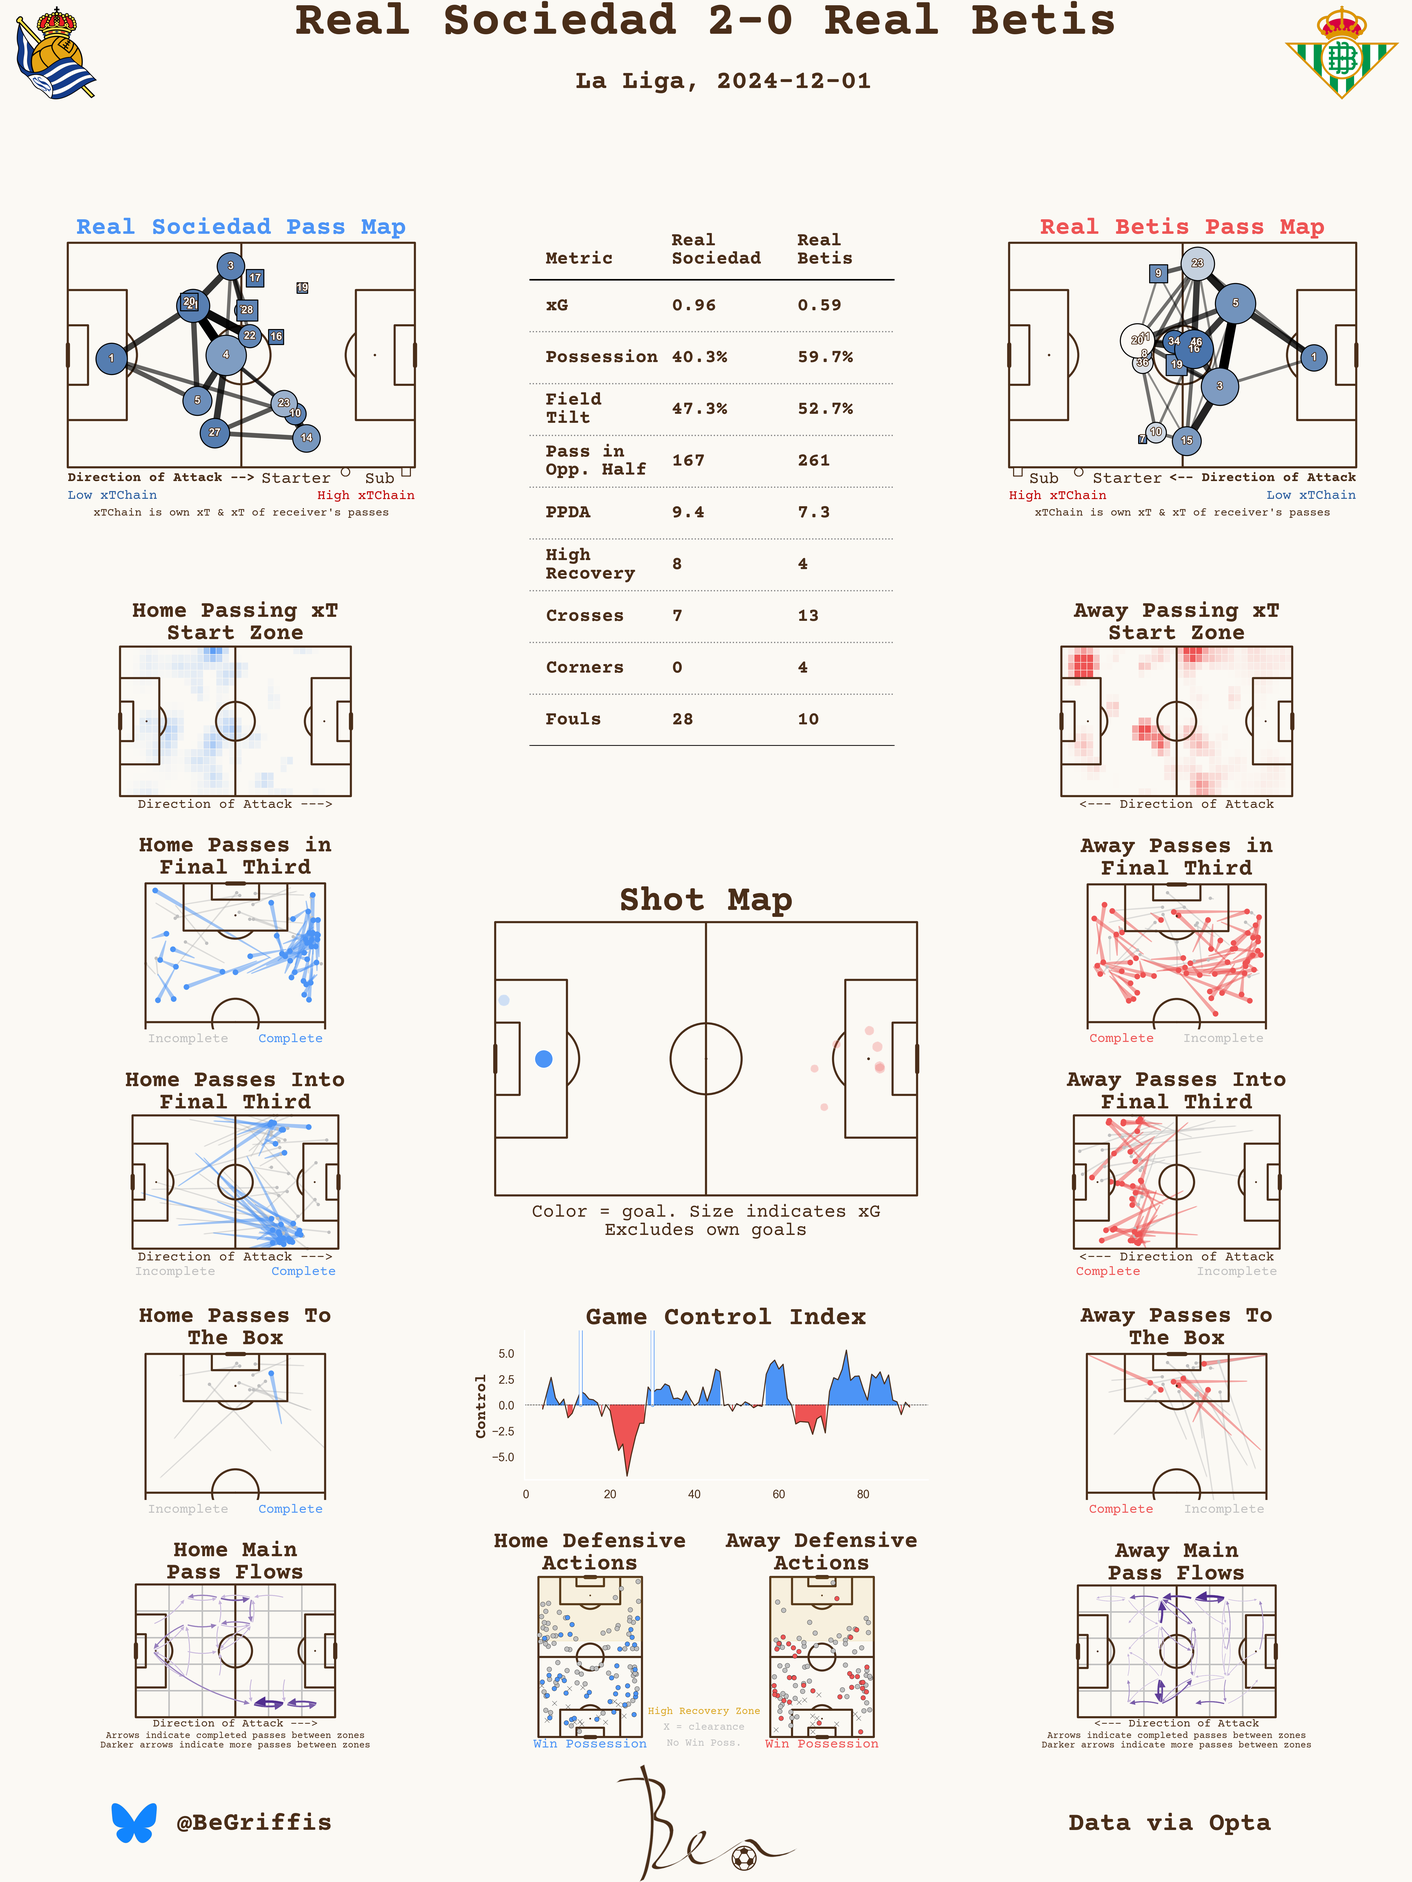 Real Sociedad 2-0 Real Betis
La Liga, 2024-12-01
Real Sociedad Pass Map
3
17
19
20
28
22
16
1
4
5
23
10
27
14
Direction of Attack --> Starter Sub
Low xTChain High xTChain
xTChain is own xT & xT of receiver's passes
Metric Real Sociedad Real Betis
xG 0.96 0.59
Possession 40.3% 59.7%
Field Tilt 47.3% 52.7%
Pass in Opp. Half 167 261
PPDA 9.4 7.3
High Recovery 8 4
Crosses 7 13
Corners 0 4
Fouls 28 10
Real Betis Pass Map
23
9
5
11
20
34
46
16
8
36
19
1
3
7
10
15
Sub Starter <-- Direction of Attack
High xTChain Low xTChain
xTChain is own xT & xT of receiver's passes
Home Passing xT
Start Zone
Direction of Attack --->
Away Passing xT
Start Zone
<--- Direction of Attack
Home Passes in
Final Third
Incomplete Complete
Away Passes in
Final Third
Complete Incomplete
Shot Map
Color = goal. Size indicates xG
Excludes own goals
Home Passes Into
Final Third
Direction of Attack --->
Incomplete Complete
Away Passes Into
Final Third
<--- Direction of Attack
Complete Incomplete
Home Passes To
The Box
Incomplete Complete
Game Control Index
Control
5.0
2.5
0.0
−2.5
−5.0
0 20 40 60 80
Away Passes To
The Box
Complete Incomplete
Home Main
Pass Flows
Direction of Attack --->
Arrows indicate completed passes between zones
Darker arrows indicate more passes between zones
Home Defensive
Actions
Win Possession
Away Defensive
Actions
Win Possession
High Recovery Zone
X = clearance
No Win Poss.
Away Main
Pass Flows
<--- Direction of Attack
Arrows indicate completed passes between zones
Darker arrows indicate more passes between zones
@BeGriffis
Ben
Data via Opta